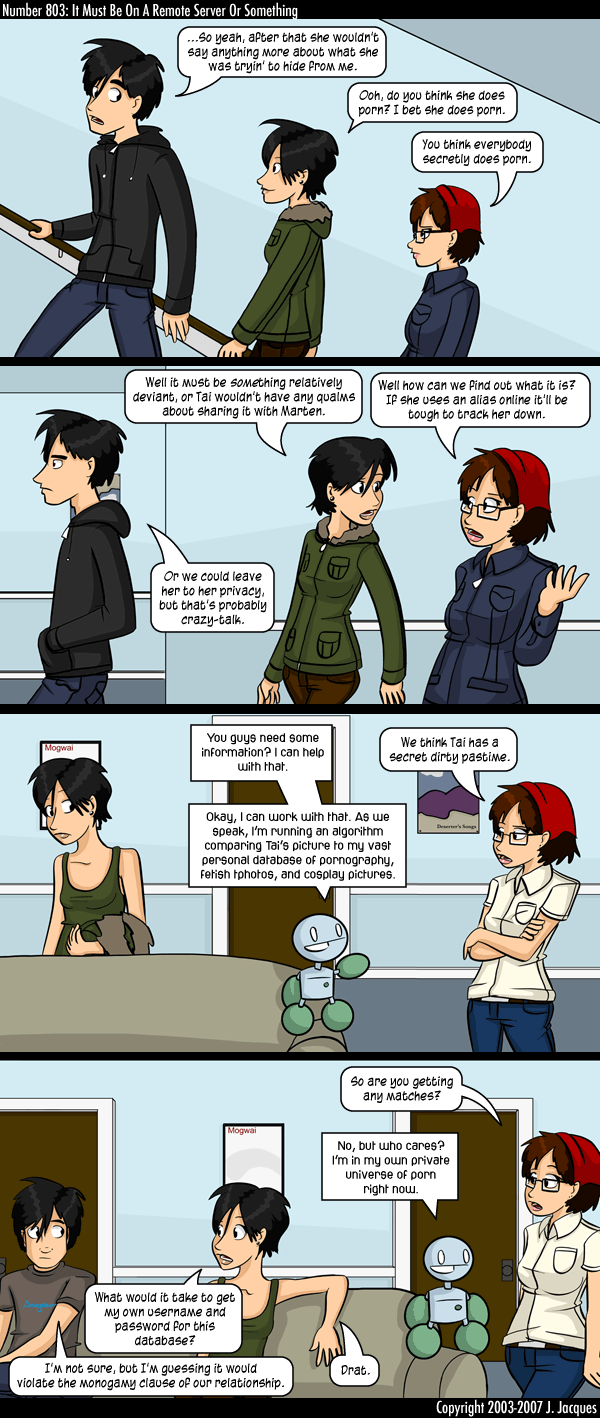 Number 803: It Must Be On A Remote Server Or Something
...So yeah, after that she wouldn't
say anything more about what she
was tryin' to hide from me.
Ooh, do you think she does
porn? I bet she does porn.
You think everybody
secretly does porn.
Well it must be something relatively
deviant, or Tai wouldn't have any qualms
about sharing it with Marten.
Well how can we find out what it is?
If she uses an alias online it'll be
tough to track her down.
Or we could leave
her to her privacy,
but that's probably
crazy-talk.
Mogwai
You guys need some
information? I can help
with that.
We think Tai has a
secret dirty pastime.
Okay, I can work with that. As we
speak, I'm running an algorithm
comparing Tai's picture to my vast
personal database of pornography,
fetish tphotos, and cosplay pictures.
Deserter's Songs
So are you getting
any matches?
Mogwai
No, but who cares?
I'm in my own private
universe of porn
right now.
What would it take to get
my own username and
password for this
database?
I'm not sure, but I'm guessing it would
violate the monogamy clause of our relationship.
Drat.
Copyright 2003-2007 J. Jacques